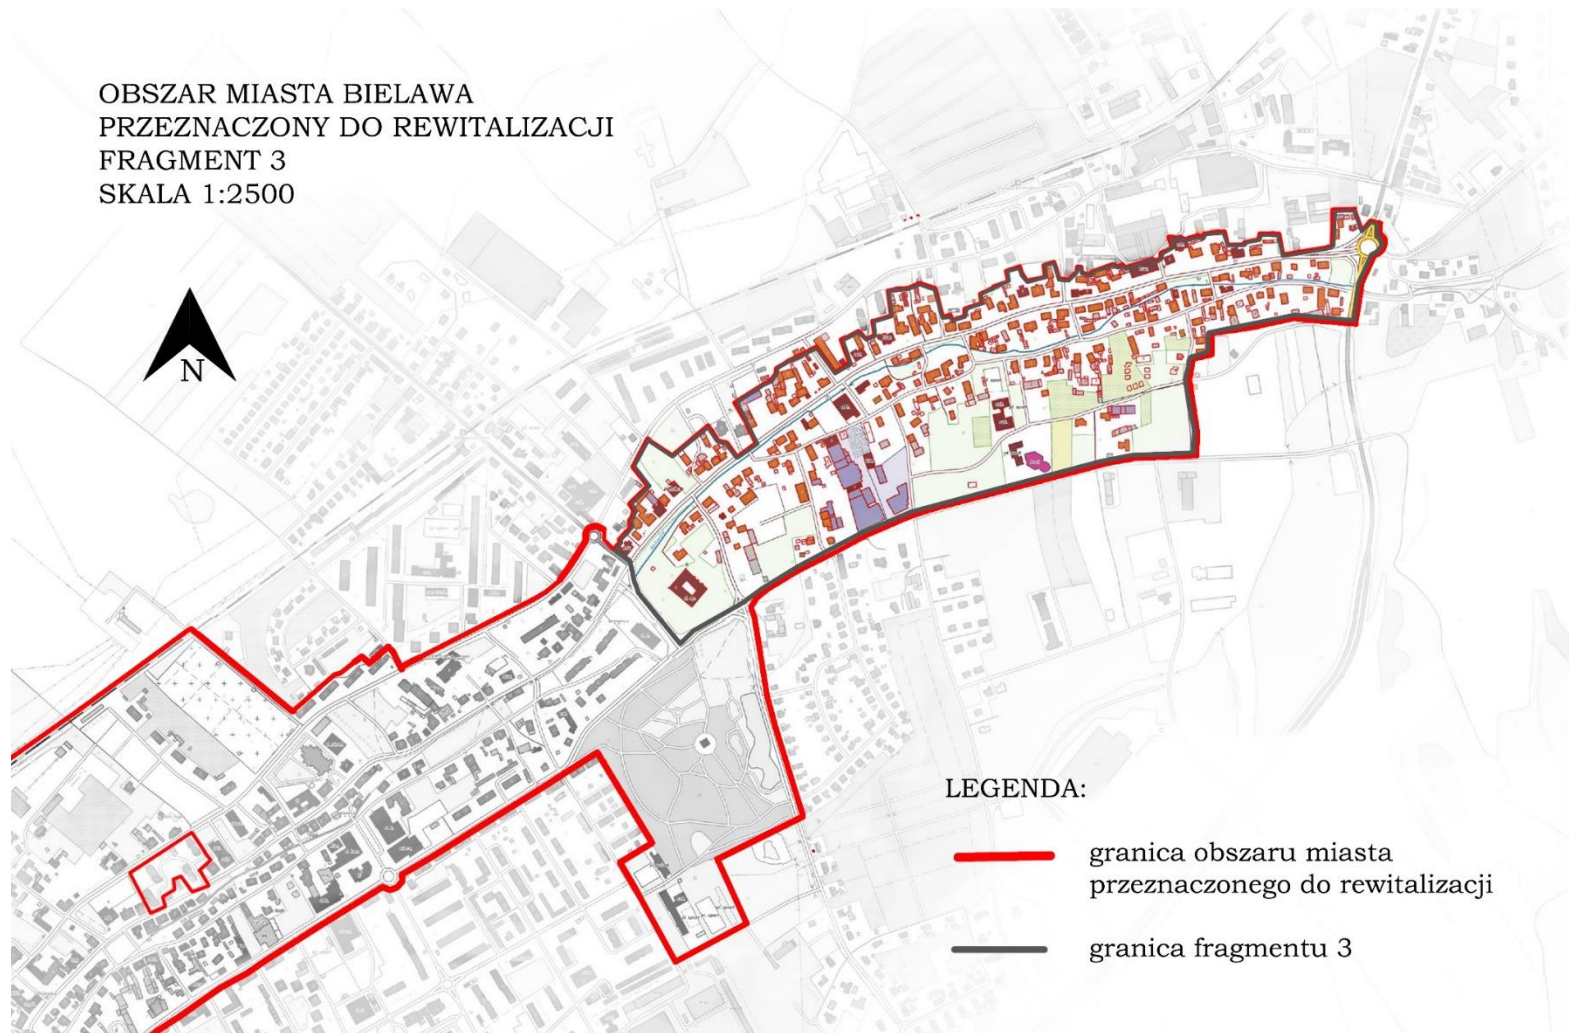 OBSZAR MIASTA BIELAWA
PRZEZNACZONY DO REWITALIZACJI
FRAGMENT 3
SKALA 1:2500
N
LEGENDA:
granica obszaru miasta
przeznaczonego do rewitalizacji
granica fragmentu 3